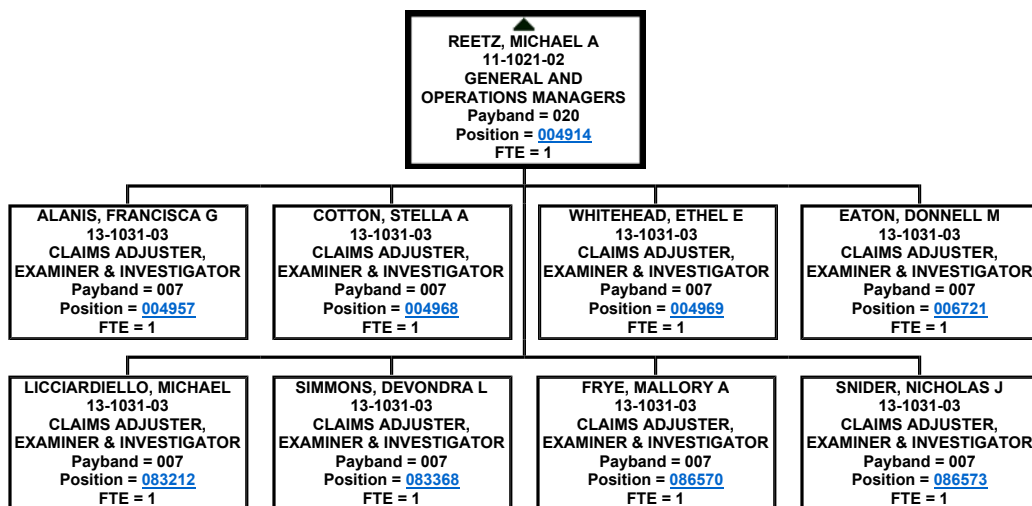 REETZ, MICHAEL A
11-1021-02
GENERAL AND
OPERATIONS MANAGERS
Payband = 020
Position = 004914
FTE = 1
ALANIS, FRANCISCA G
13-1031-03
CLAIMS ADJUSTER,
EXAMINER & INVESTIGATOR
Payband = 007
Position = 004957
FTE = 1
COTTON, STELLA A
13-1031-03
CLAIMS ADJUSTER,
EXAMINER & INVESTIGATOR
Payband = 007
Position = 004968
FTE = 1
WHITEHEAD, ETHEL E
13-1031-03
CLAIMS ADJUSTER,
EXAMINER & INVESTIGATOR
Payband = 007
Position = 004969
FTE = 1
EATON, DONNELL M
13-1031-03
CLAIMS ADJUSTER,
EXAMINER & INVESTIGATOR
Payband = 007
Position = 006721
FTE = 1
LICCIARDIELLO, MICHAEL
13-1031-03
CLAIMS ADJUSTER,
EXAMINER & INVESTIGATOR
Payband = 007
Position = 083212
FTE = 1
SIMMONS, DEVONDRA L
13-1031-03
CLAIMS ADJUSTER,
EXAMINER & INVESTIGATOR
Payband = 007
Position = 083368
FTE = 1
FRYE, MALLORY A
13-1031-03
CLAIMS ADJUSTER,
EXAMINER & INVESTIGATOR
Payband = 007
Position = 086570
FTE = 1
SNIDER, NICHOLAS J
13-1031-03
CLAIMS ADJUSTER,
EXAMINER & INVESTIGATOR
Payband = 007
Position = 086573
FTE = 1